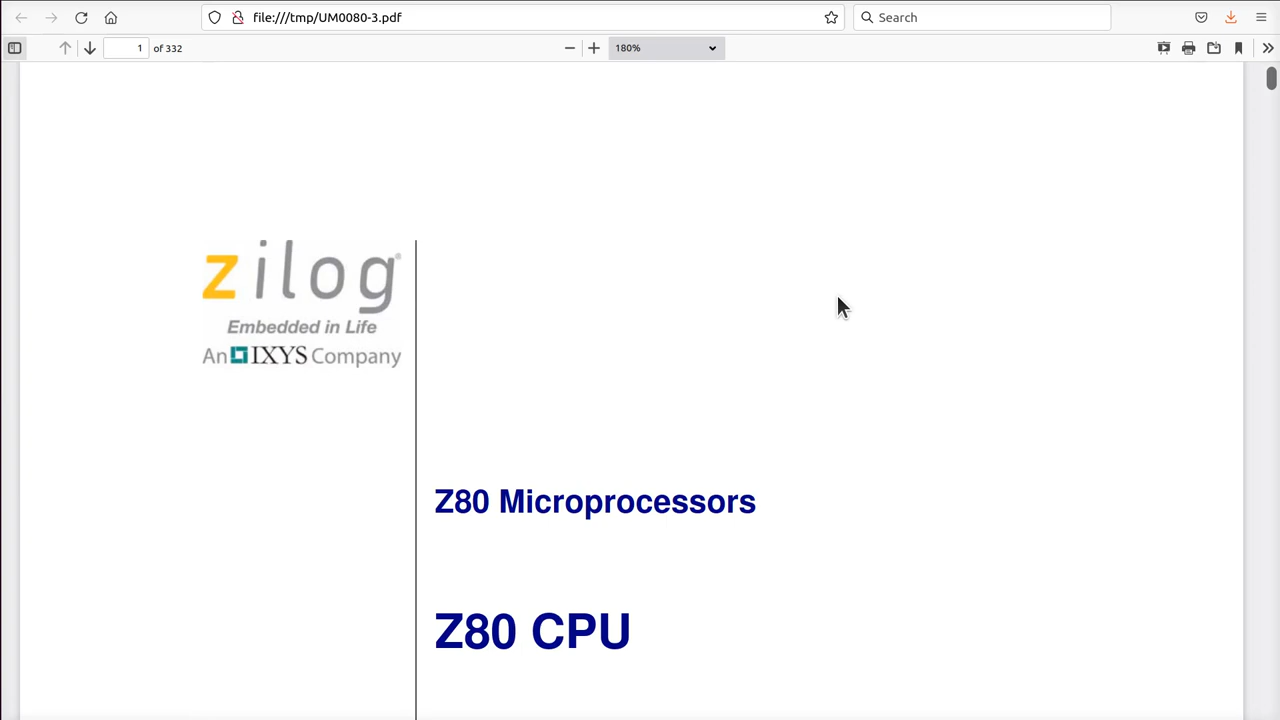 file:///tmp/UM0080-3.pdf
Search
1 of 332
180%
zilog®
Embedded in Life
An IXYS Company
Z80 Microprocessors
Z80 CPU